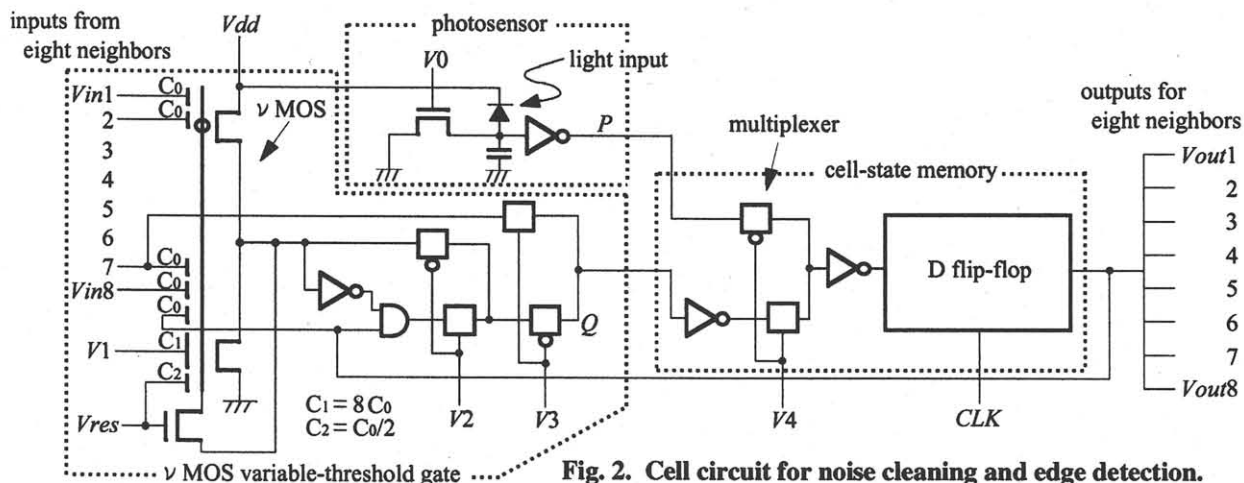 inputs from
eight neighbors
Vdd
photosensor
V0
light input
Vin1
C0
2
C0
3
4
5
6
7
C0
Vin8
C0
C0
V1
C1
C2
Vres
ν MOS
P
multiplexer
cell-state memory
D flip-flop
outputs for
eight neighbors
Vout1
2
3
4
5
6
7
Vout8
Q
C1 = 8 C0
C2 = C0/2
V2
V3
V4
CLK
ν MOS variable-threshold gate
Fig. 2. Cell circuit for noise cleaning and edge detection.